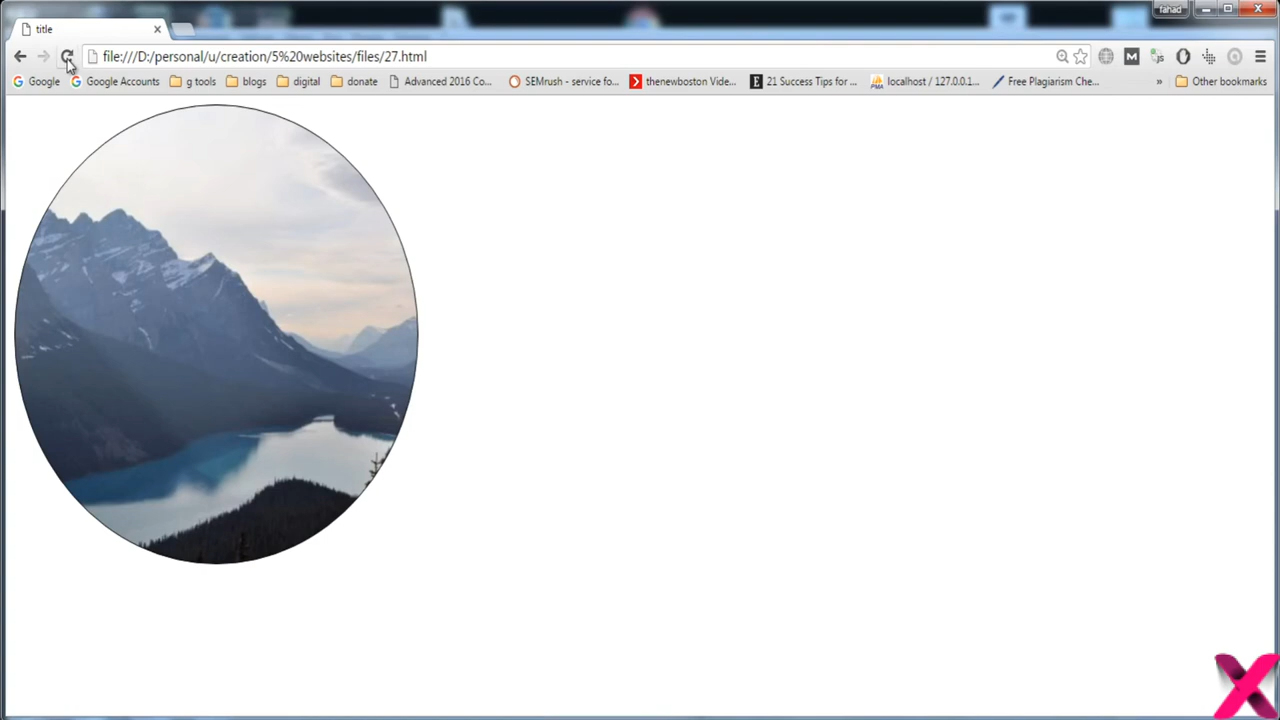 fahad
title
file:///D:/personal/u/creation/5%20websites/files/27.html
Google Google Accounts g tools blogs digital donate Advanced 2016 Co... SEMrush - service fo... thenewboston Vide... 21 Success Tips for ... localhost / 127.0.0.1... Free Plagiarism Che... » Other bookmarks